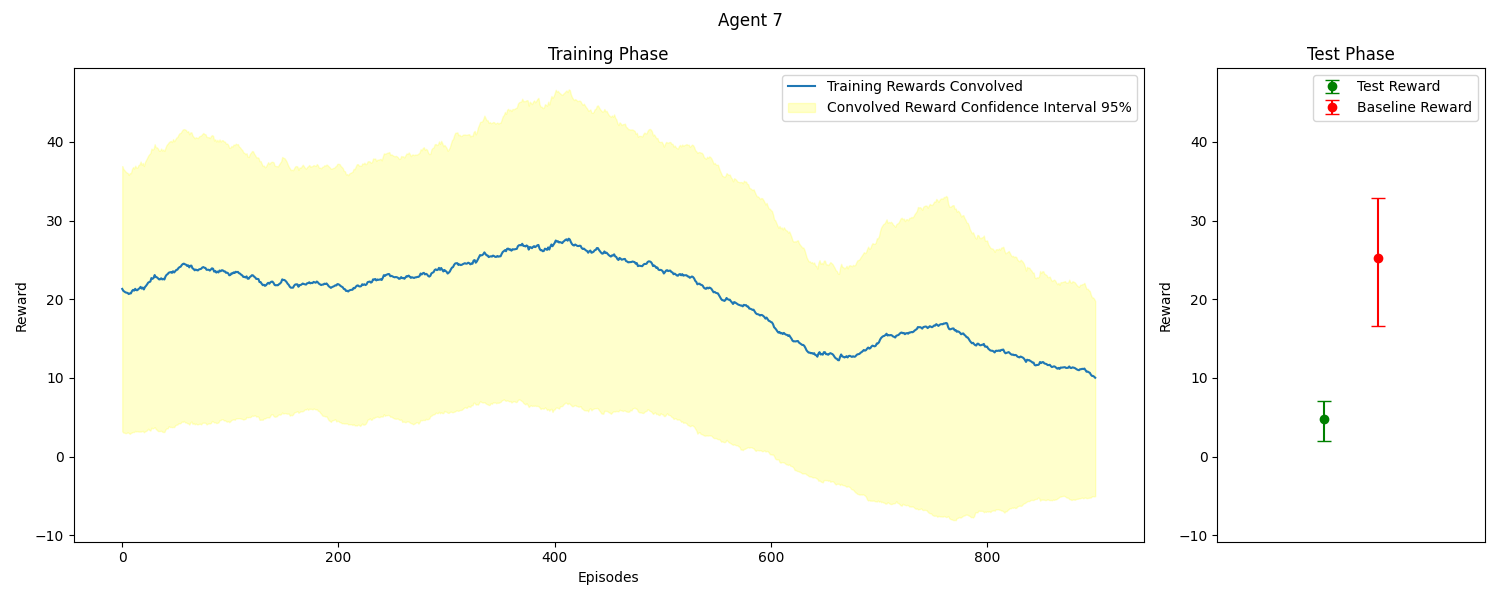 Agent 7
Training Phase
Test Phase
Training Rewards Convolved
Convolved Reward Confidence Interval 95%
Test Reward
Baseline Reward
Reward
40
30
20
10
0
−10
0
200
400
600
800
Episodes
Reward
40
30
20
10
0
−10